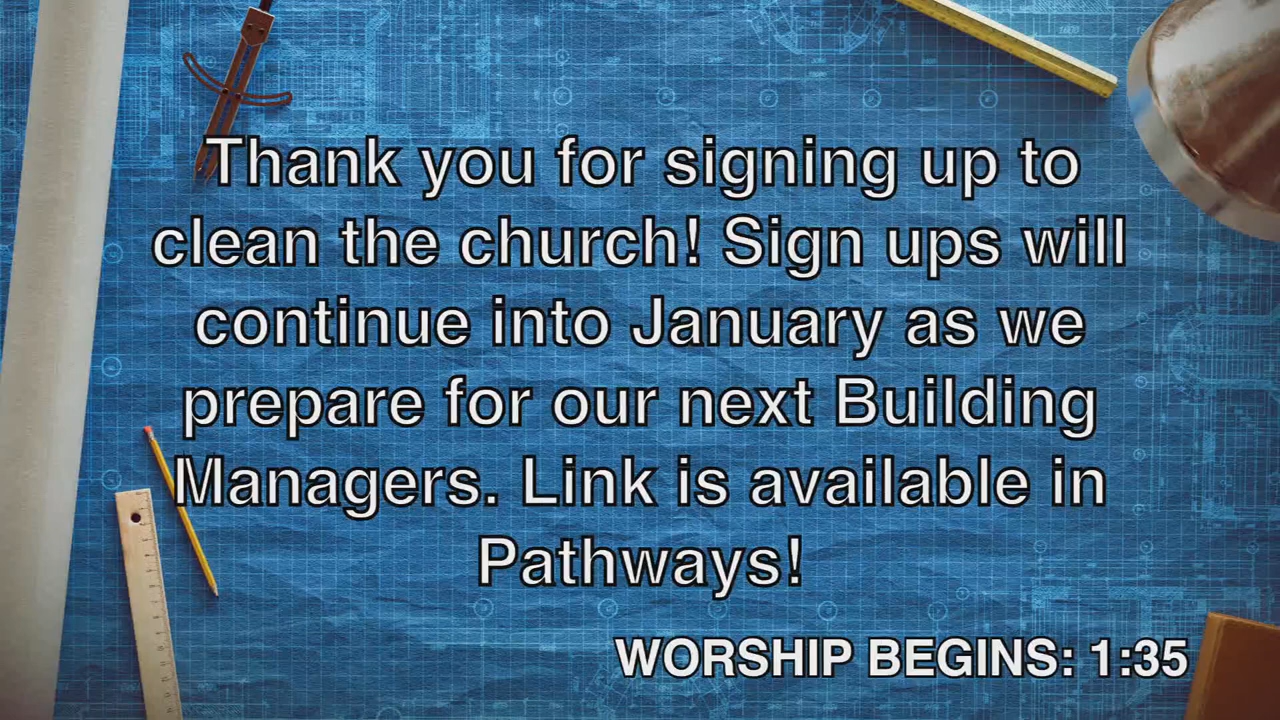 Thank you for signing up to
clean the church! Sign ups will
continue into January as we
prepare for our next Building
Managers. Link is available in
Pathways!
WORSHIP BEGINS: 1:35